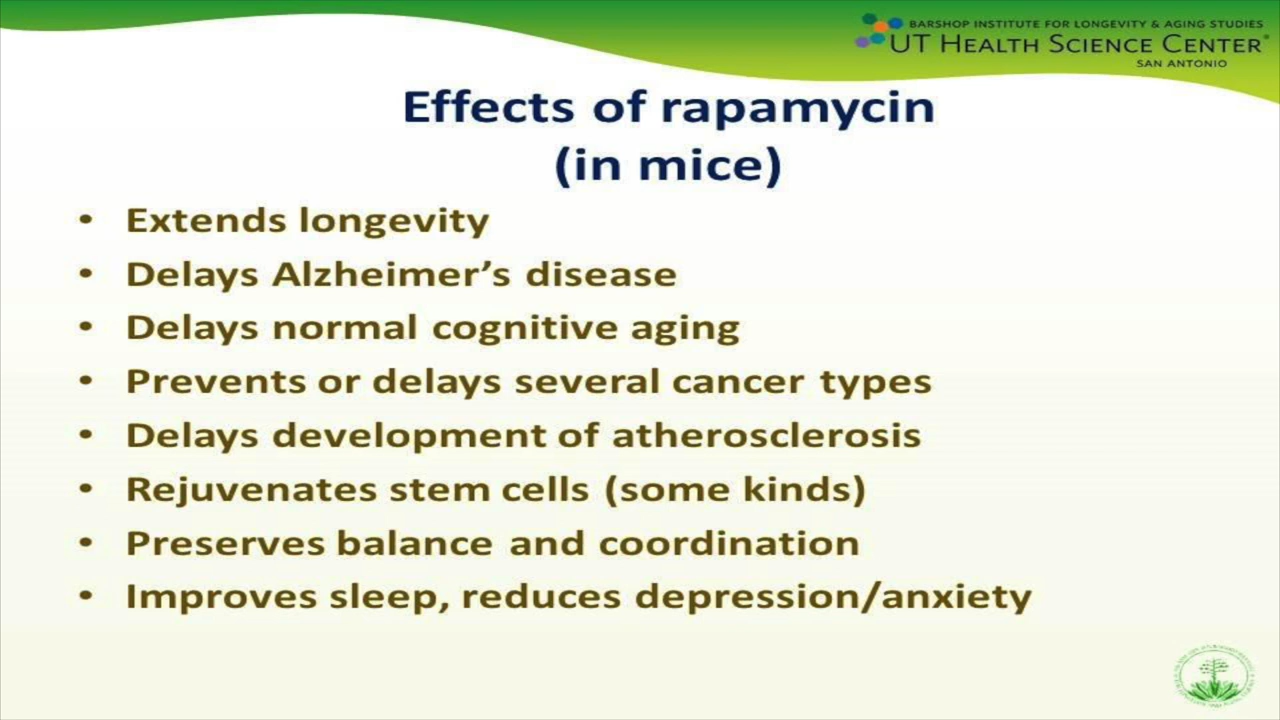 BARSHOP INSTITUTE FOR LONGEVITY & AGING STUDIES
UT HEALTH SCIENCE CENTER®
SAN ANTONIO
Effects of rapamycin
(in mice)
• Extends longevity
• Delays Alzheimer’s disease
• Delays normal cognitive aging
• Prevents or delays several cancer types
• Delays development of atherosclerosis
• Rejuvenates stem cells (some kinds)
• Preserves balance and coordination
• Improves sleep, reduces depression/anxiety